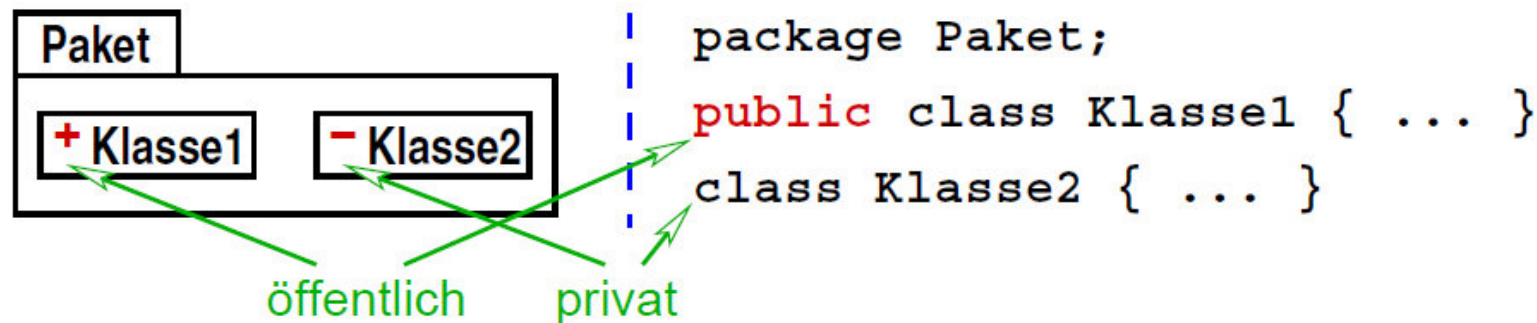 Paket
+ Klasse1
- Klasse2
package Paket;
public class Klasse1 { ... }
class Klasse2 { ... }
öffentlich
privat